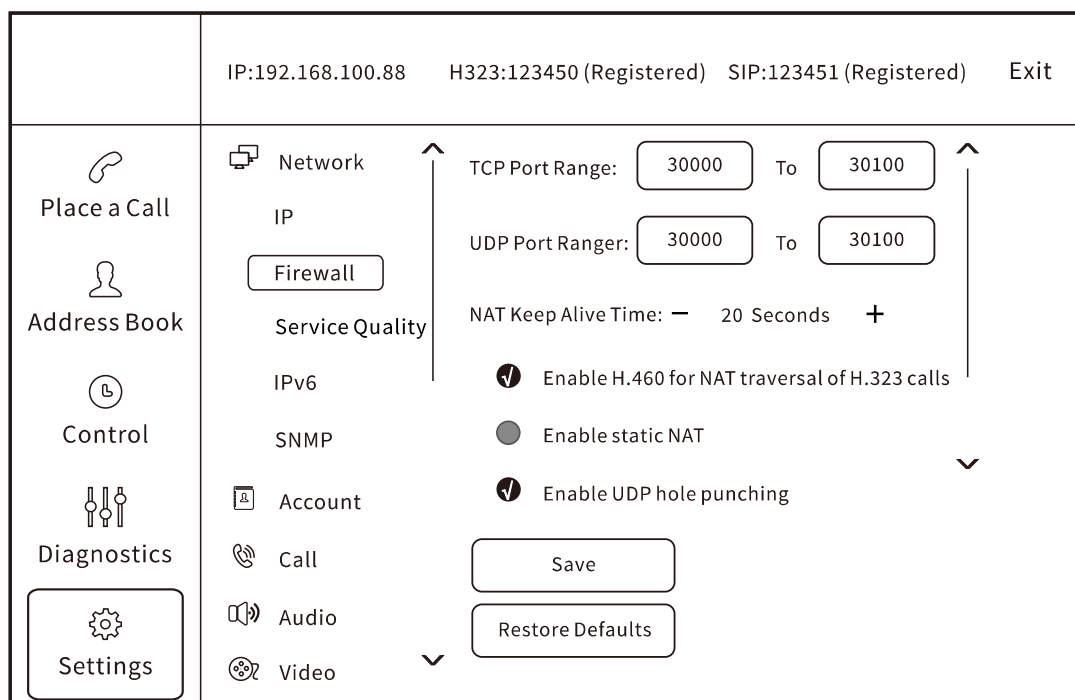 IP:192.168.100.88 H323:123450 (Registered) SIP:123451 (Registered) Exit
Place a Call
Address Book
Control
Diagnostics
Settings
Network
IP
Firewall
Service Quality
IPv6
SNMP
Account
Call
Audio
Video
TCP Port Range: 30000 To 30100
UDP Port Ranger: 30000 To 30100
NAT Keep Alive Time: − 20 Seconds +
Enable H.460 for NAT traversal of H.323 calls
Enable static NAT
Enable UDP hole punching
Save
Restore Defaults